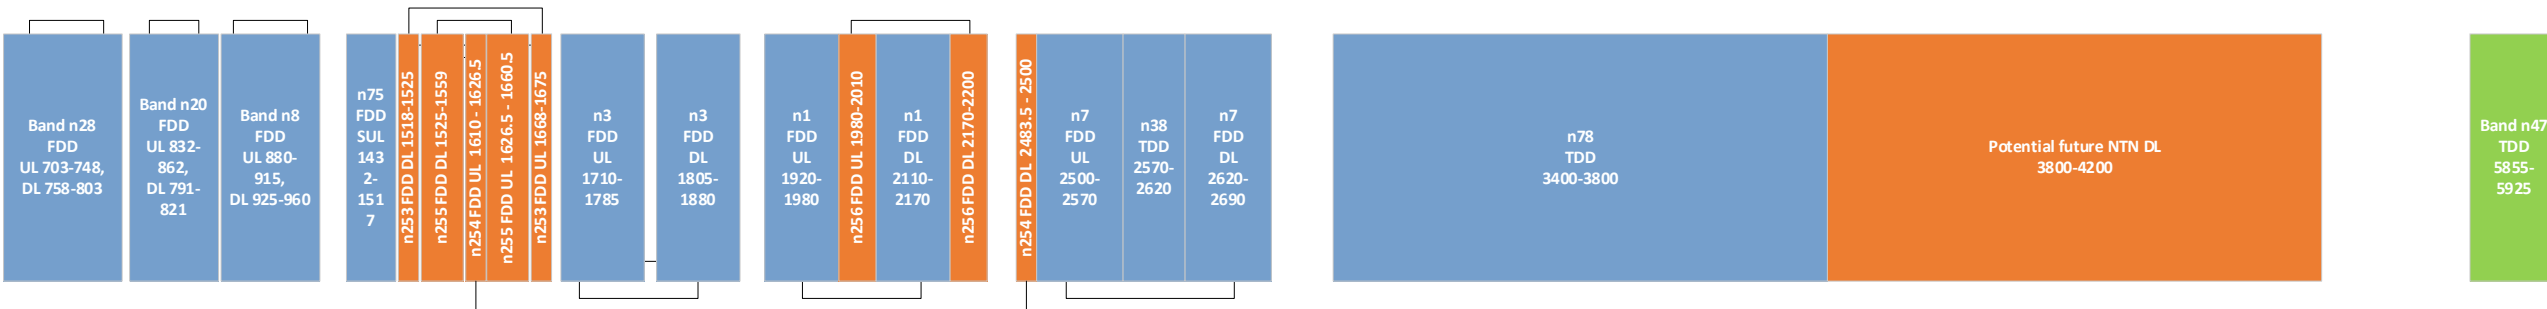 Band n28
FDD
UL 703-748,
DL 758-803
Band n20
FDD
UL 832-
862,
DL 791-
821
Band n8
FDD
UL 880-
915,
DL 925-960
n75
FDD
SUL
143
2-
151
7
n253 FDD DL 1518-1525
n255 FDD DL 1525-1559
n254 FDD UL 1610 - 1626.5
n255 FDD UL 1626.5 - 1660.5
n253 FDD UL 1668-1675
n3
FDD
UL
1710-
1785
n3
FDD
DL
1805-
1880
n1
FDD
UL
1920-
1980
n256 FDD UL 1980-2010
n1
FDD
DL
2110-
2170
n256 FDD DL 2170-2200
n254 FDD DL 2483.5 - 2500
n7
FDD
UL
2500-
2570
n38
TDD
2570-
2620
n7
FDD
DL
2620-
2690
n78
TDD
3400-3800
Potential future NTN DL
3800-4200
Band n47
TDD
5855-
5925